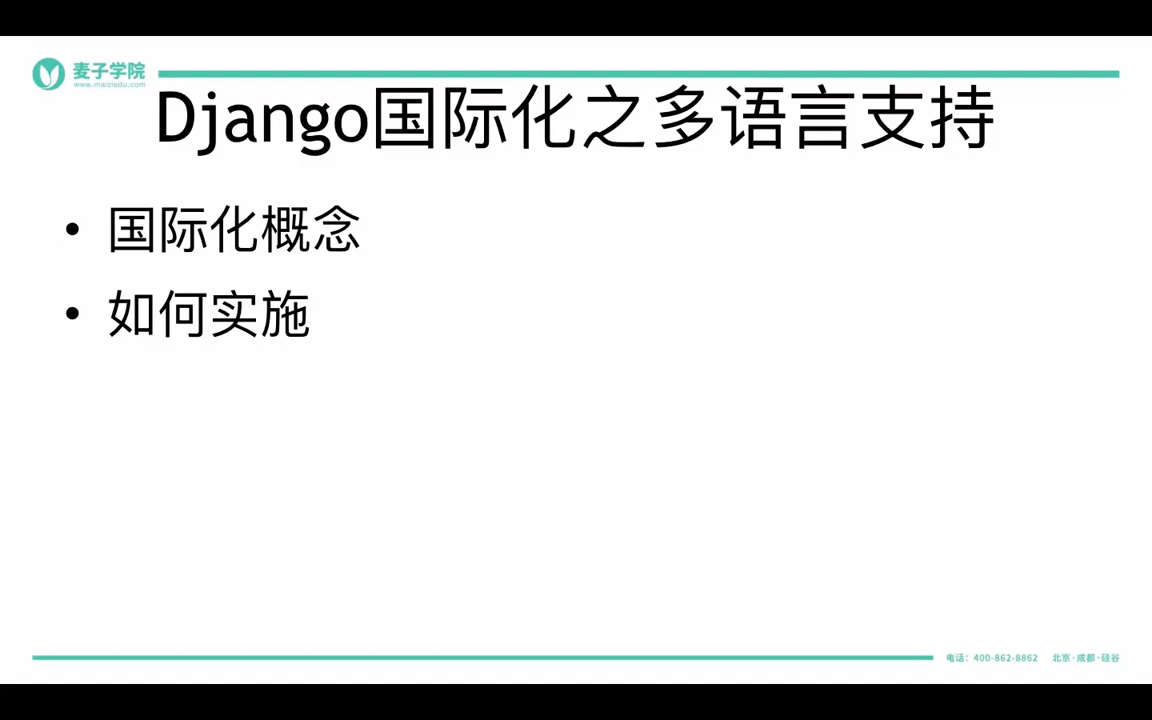 麦子学院
www.maiziedu.com
Django国际化之多语言支持
• 国际化概念
• 如何实施
电话：400-862-8862 北京·成都·硅谷